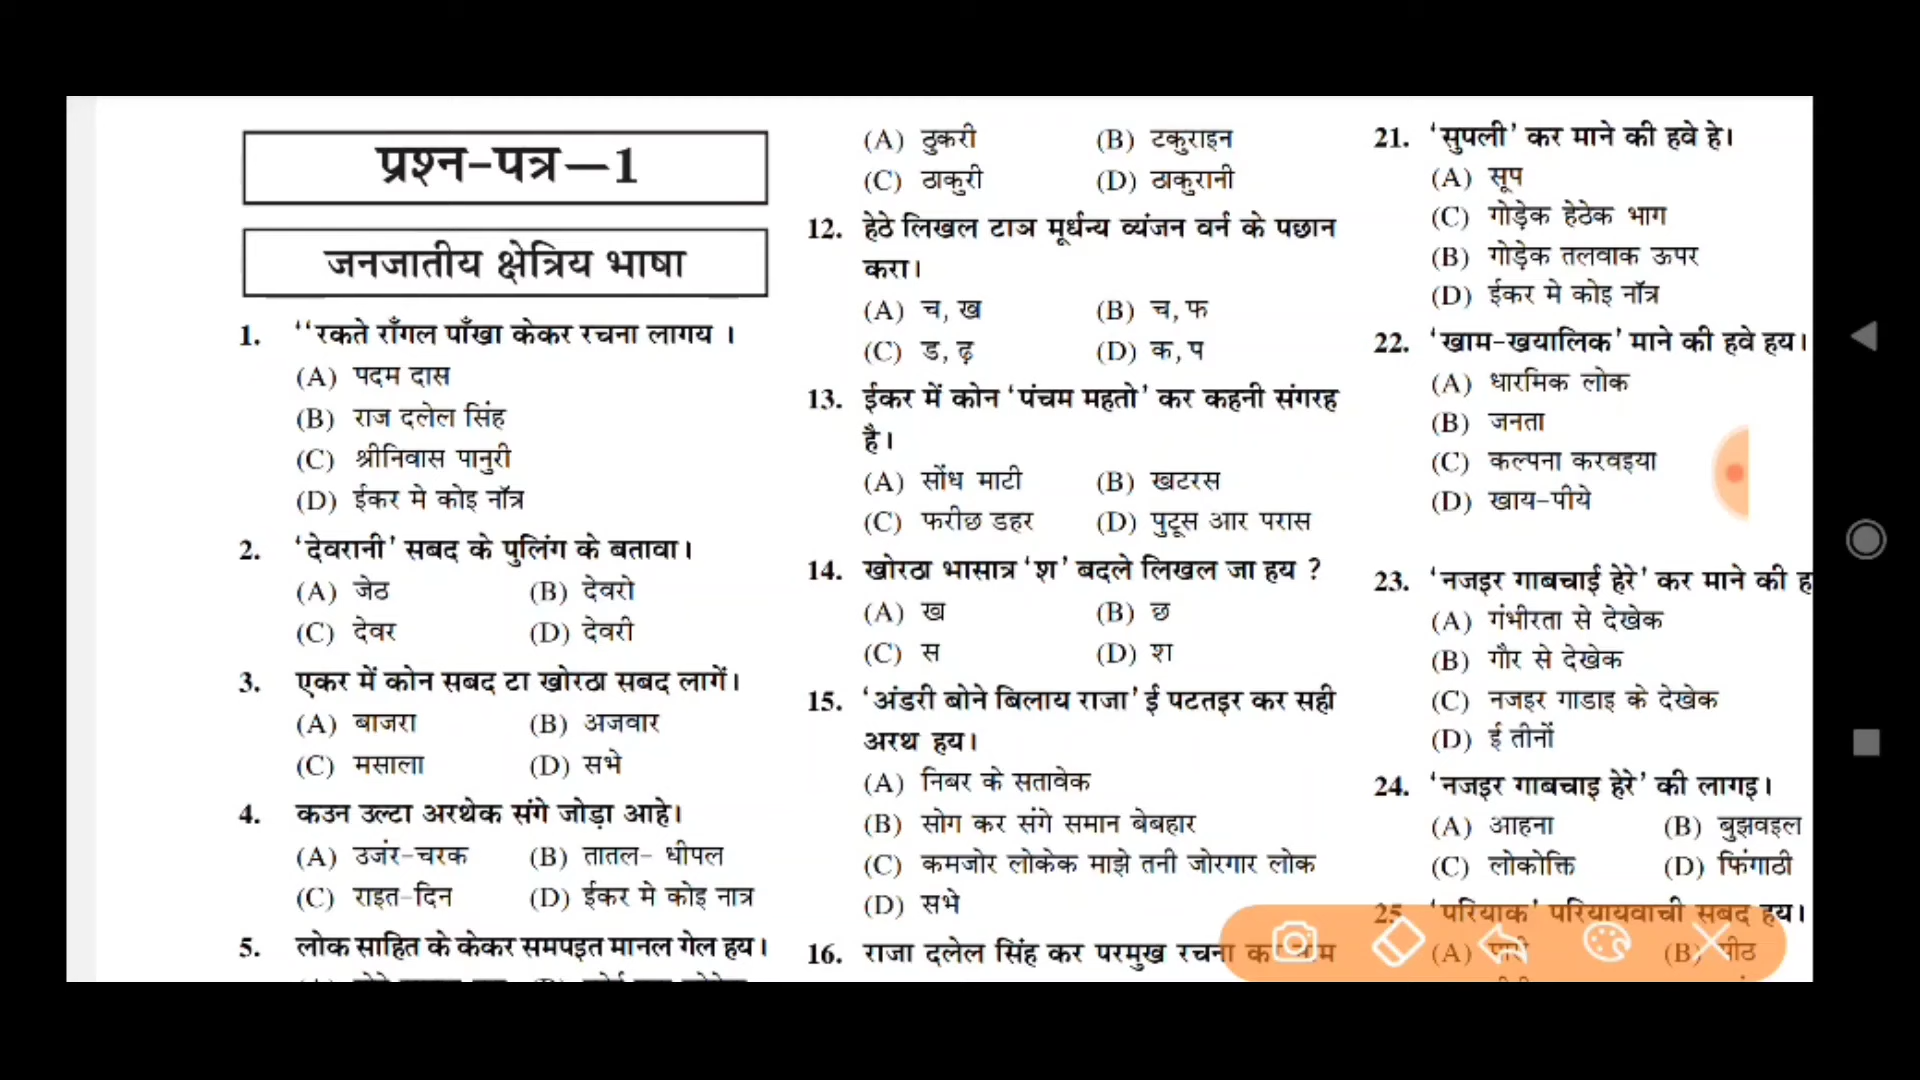 प्रश्न-पत्र—1
जनजातीय क्षेत्रिय भाषा
1. ‘‘रकते राँगल पाँखा केकर रचना लागय ।
(A) पदम दास
(B) राज दलेल सिंह
(C) श्रीनिवास पानुरी
(D) ईकर मे कोइ नॉत्र
2. ‘देवरानी’ सबद के पुलिंग के बतावा।
(A) जेठ (B) देवरो
(C) देवर (D) देवरी
3. एकर में कोन सबद टा खोरठा सबद लागें।
(A) बाजरा (B) अजवार
(C) मसाला (D) सभे
4. कउन उल्टा अरथेक संगे जोड़ा आहे।
(A) उजंर-चरक (B) तातल- धीपल
(C) राइत-दिन (D) ईकर मे कोइ नात्र
5. लोक साहित के केकर समपइत मानल गेल हय।
(A) ठुकरी (B) टकुराइन
(C) ठाकुरी (D) ठाकुरानी
12. हेठे लिखल टाञ मूर्धन्य व्यंजन वर्न के पछान
करा।
(A) च, ख (B) च, फ
(C) ड, ढ़ (D) क, प
13. ईकर में कोन ‘पंचम महतो’ कर कहनी संगरह
है।
(A) सोंध माटी (B) खटरस
(C) फरीछ डहर (D) पुटूस आर परास
14. खोरठा भासात्र ‘श’ बदले लिखल जा हय ?
(A) ख (B) छ
(C) स (D) श
15. ‘अंडरी बोने बिलाय राजा’ ई पटतइर कर सही
अरथ हय।
(A) निबर के सतावेक
(B) सोग कर संगे समान बेबहार
(C) कमजोर लोकेक माझे तनी जोरगार लोक
(D) सभे
16. राजा दलेल सिंह कर परमुख रचना
21. ‘सुपली’ कर माने की हवे हे।
(A) सूप
(C) गोड़ेक हेठेक भाग
(B) गोड़ेक तलवाक ऊपर
(D) ईकर मे कोइ नॉत्र
22. ‘खाम-खयालिक’ माने की हवे हय।
(A) धारमिक लोक
(B) जनता
(C) कल्पना करवइया
(D) खाय-पीये
23. ‘नजइर गाबचाई हेरे’ कर माने की
(A) गंभीरता से देखेक
(B) गौर से देखेक
(C) नजइर गाडाइ के देखेक
(D) ई तीनों
24. ‘नजइर गाबचाइ हेरे’ की लागइ।
(A) आहना (B) बुझवइल
(C) लोकोक्ति (D) फिंगाठी
25 ‘परियाक’ परियायवाची सबद हय।
(A) (B) पीठ